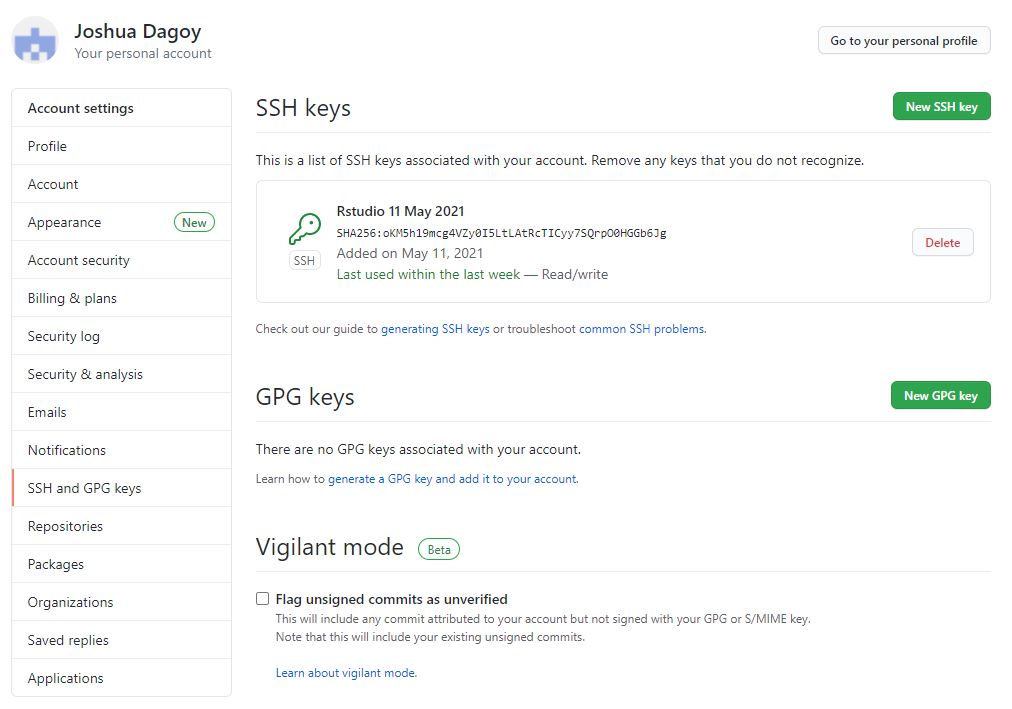 Joshua Dagoy
Your personal account
Go to your personal profile
Account settings
Profile
Account
Appearance New
Account security
Billing & plans
Security log
Security & analysis
Emails
Notifications
SSH and GPG keys
Repositories
Packages
Organizations
Saved replies
Applications
SSH keys
New SSH key
This is a list of SSH keys associated with your account. Remove any keys that you do not recognize.
SSH
Rstudio 11 May 2021
SHA256:oKM5h19mcg4VZy0I5LtLAtRcTICyy7SQrpO0HGGb6Jg
Added on May 11, 2021
Last used within the last week — Read/write
Delete
Check out our guide to generating SSH keys or troubleshoot common SSH problems.
GPG keys
New GPG key
There are no GPG keys associated with your account.
Learn how to generate a GPG key and add it to your account.
Vigilant mode Beta
Flag unsigned commits as unverified
This will include any commit attributed to your account but not signed with your GPG or S/MIME key.
Note that this will include your existing unsigned commits.
Learn about vigilant mode.